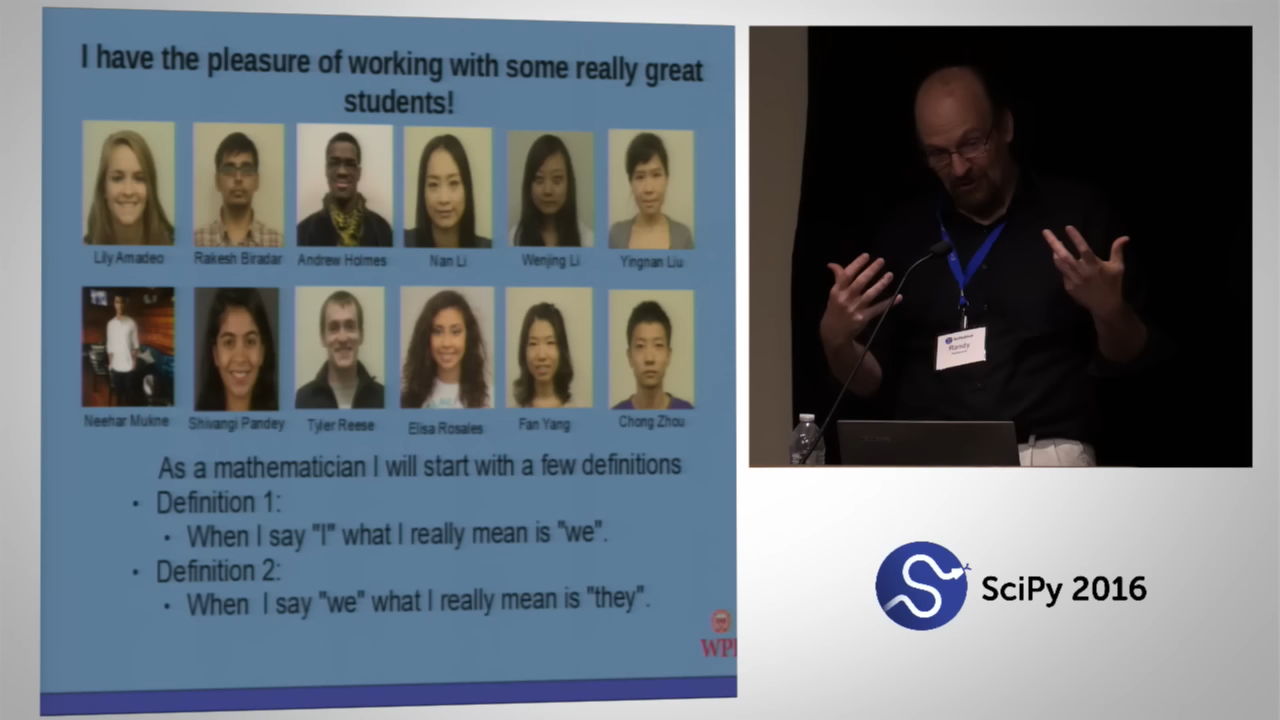 I have the pleasure of working with some really great
students!
Lily Amadeo
Rakesh Biradar
Andrew Holmes
Nan Li
Wenjing Li
Yingnan Liu
Neehar Mukne
Shivangi Pandey
Tyler Reese
Elisa Rosales
Fan Yang
Chong Zhou
As a mathematician I will start with a few definitions
• Definition 1:
• When I say "I" what I really mean is "we".
• Definition 2:
• When I say "we" what I really mean is "they".
WPI
Randy
SciPy 2016